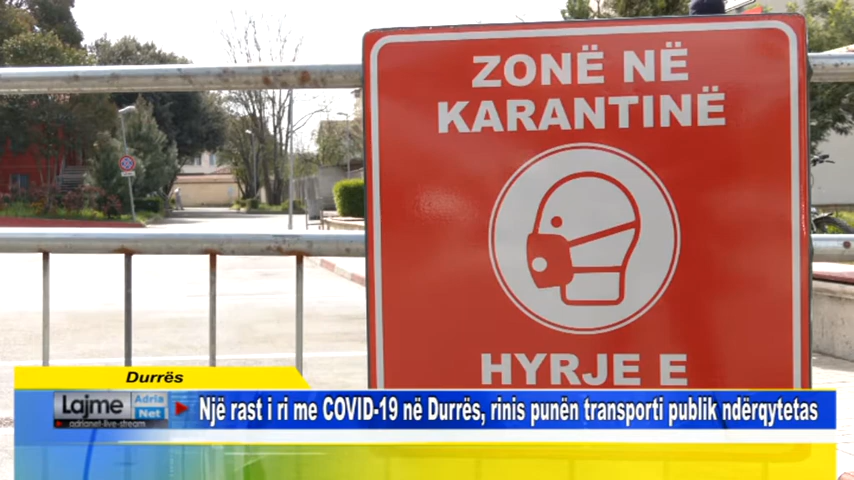 ZONË NË
KARANTINË
HYRJE E
Durrës
Lajme Adria Net
adrianet-live-stream
Një rast i ri me COVID-19 në Durrës, rinis punën transporti publik ndërqytetas